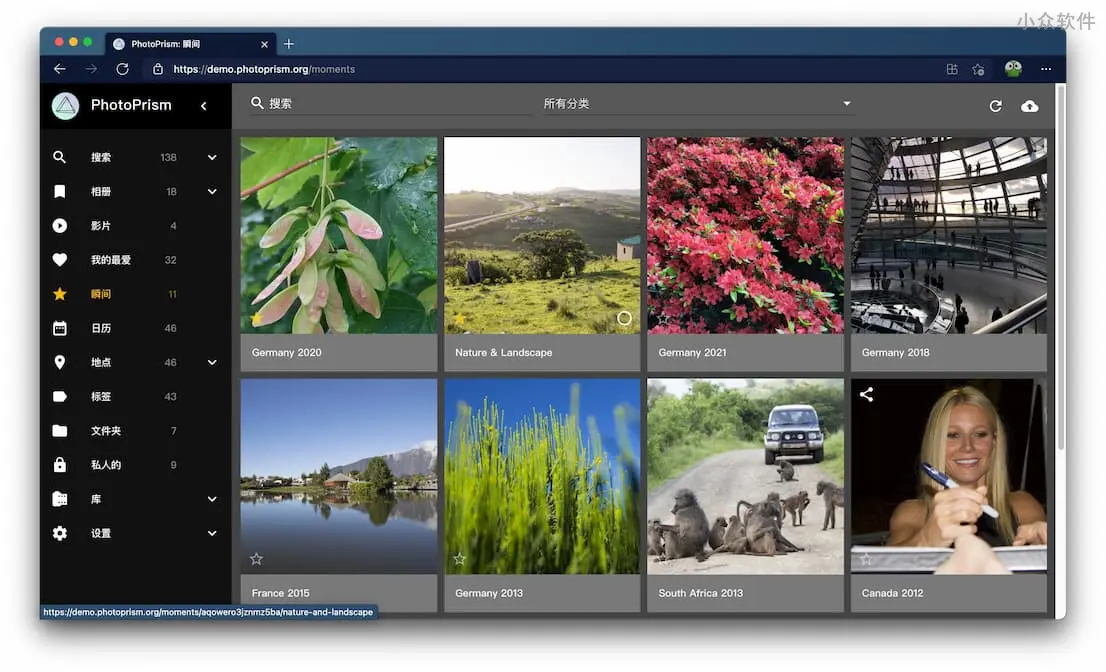 小众软件
PhotoPrism: 瞬间
https://demo.photoprism.org/moments
PhotoPrism
搜索
所有分类
搜索 138
相册 18
影片 4
我的最爱 32
瞬间 11
日历 46
地点 46
标签 43
文件夹 7
私人的 9
库
设置
Germany 2020
Nature & Landscape
Germany 2021
Germany 2018
France 2015
Germany 2013
South Africa 2013
Canada 2012
https://demo.photoprism.org/moments/aqowero3jznmz5ba/nature-and-landscape